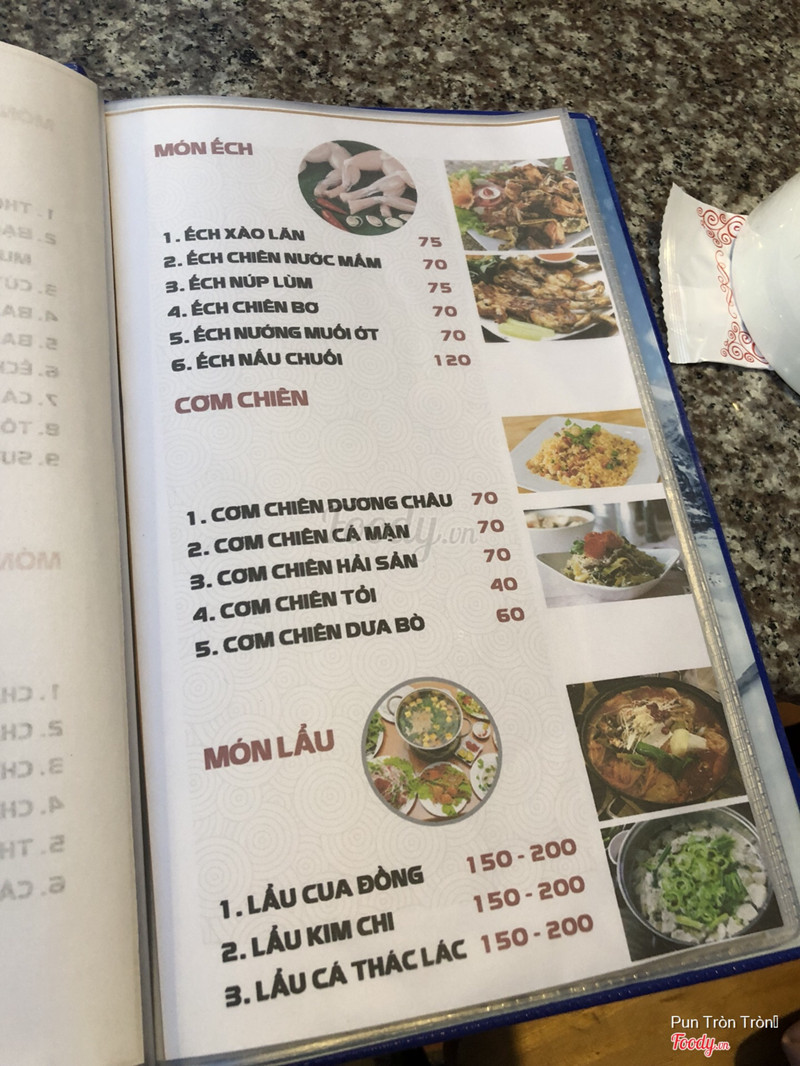 MÓN ẾCH
1. ẾCH XÀO LĂN 75
2. ẾCH CHIÊN NƯỚC MẮM 70
3. ẾCH NÚP LÙM 75
4. ẾCH CHIÊN BƠ 70
5. ẾCH NƯỚNG MUỐI ỚT 70
6. ẾCH NẤU CHUỐI 120
CƠM CHIÊN
1. CƠM CHIÊN DƯƠNG CHÂU 70
2. CƠM CHIÊN CÁ MẶN 70
3. CƠM CHIÊN HẢI SẢN 70
4. CƠM CHIÊN TỎI 40
5. CƠM CHIÊN DƯA BÒ 60
Foody.vn
MÓN LẨU
1. LẨU CUA ĐỒNG 150 - 200
2. LẨU KIM CHI 150 - 200
3. LẨU CÁ THÁC LÁC 150 - 200
Pun Tròn Tròn
Foody.vn